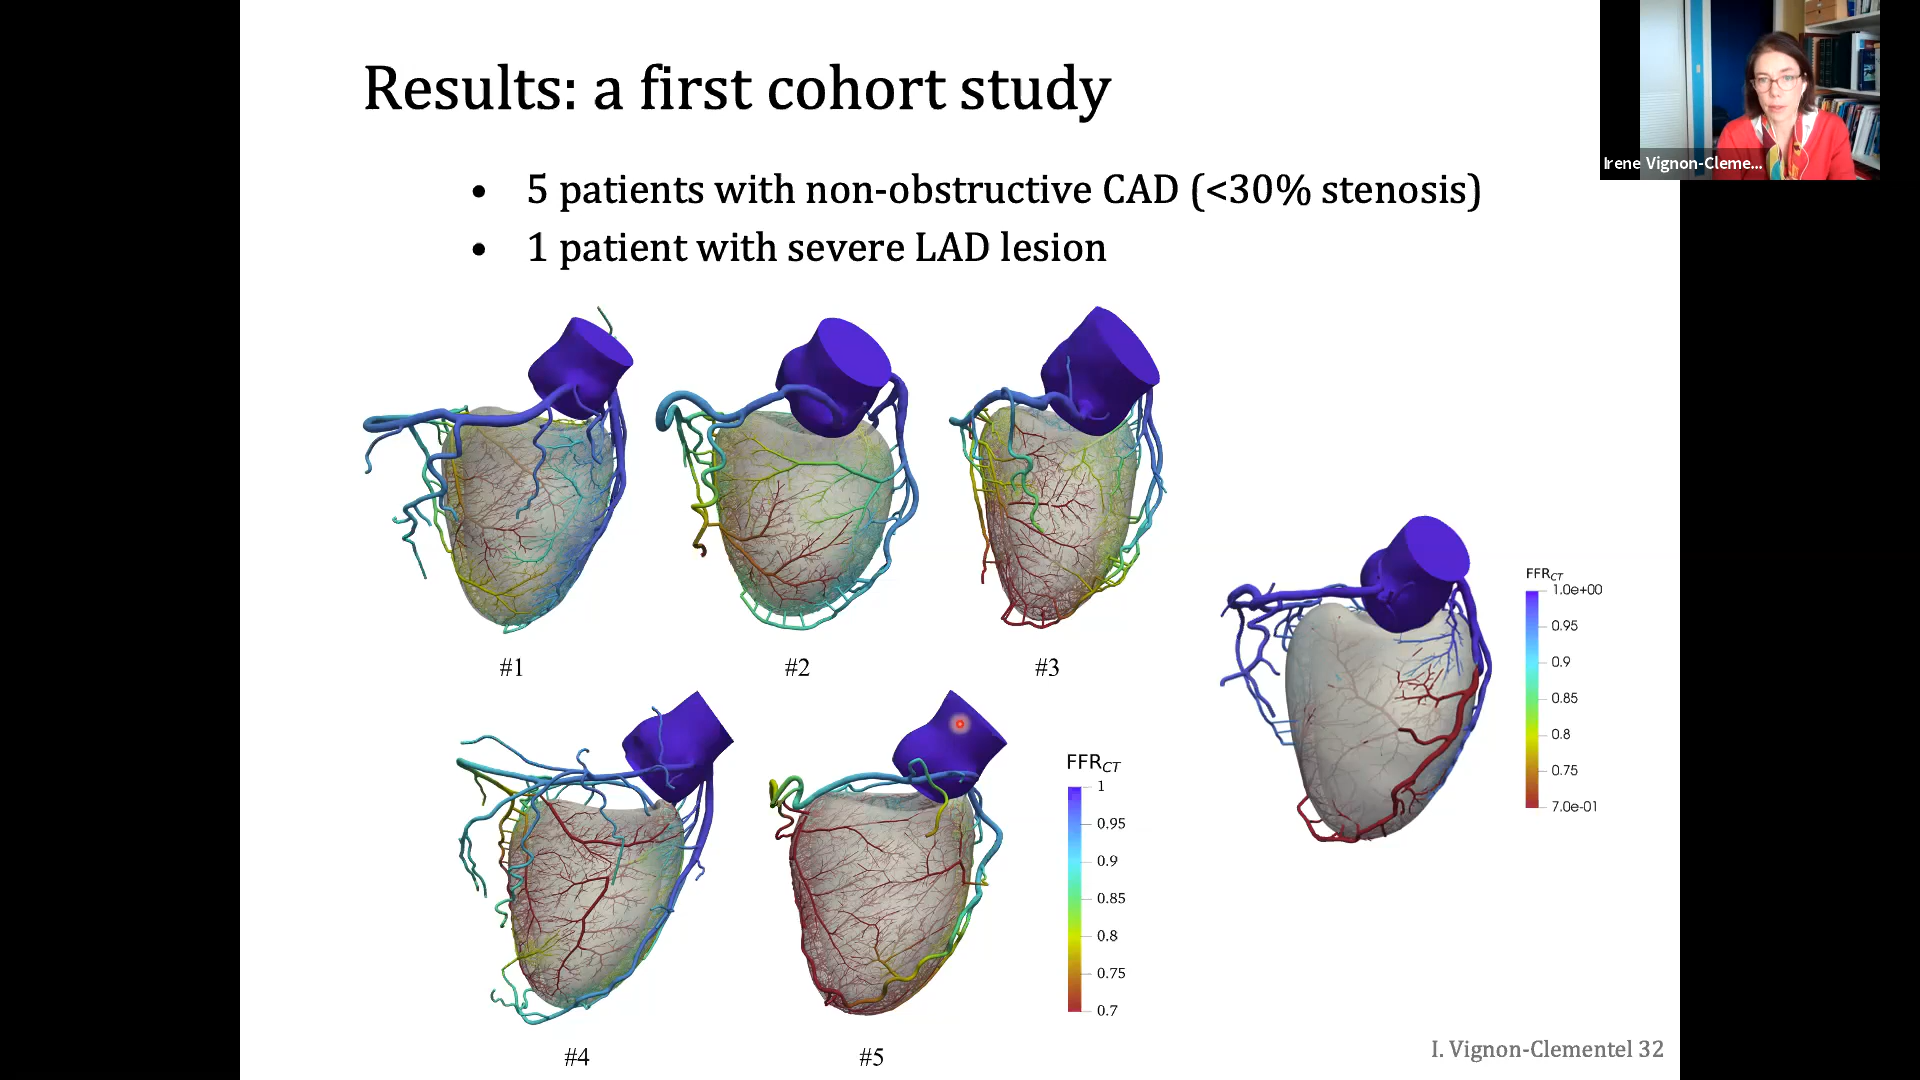 Results: a first cohort study
Irene Vignon-Cleme...
• 5 patients with non-obstructive CAD (<30% stenosis)
• 1 patient with severe LAD lesion
#1
#2
#3
FFRCT
1.0e+00
0.95
0.9
0.85
0.8
0.75
7.0e-01
FFRCT
1
0.95
0.9
0.85
0.8
0.75
0.7
#4
#5
I. Vignon-Clementel 32